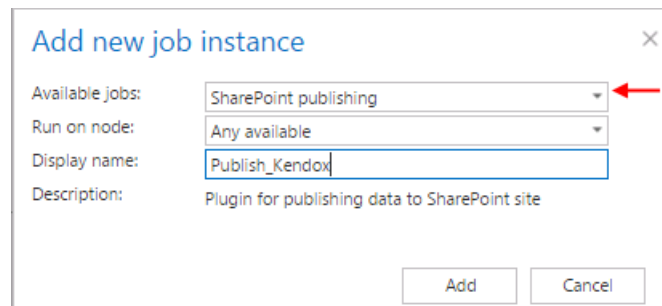 Add new job instance
Available jobs: SharePoint publishing
Run on node: Any available
Display name: Publish_Kendox
Description: Plugin for publishing data to SharePoint site
Add Cancel